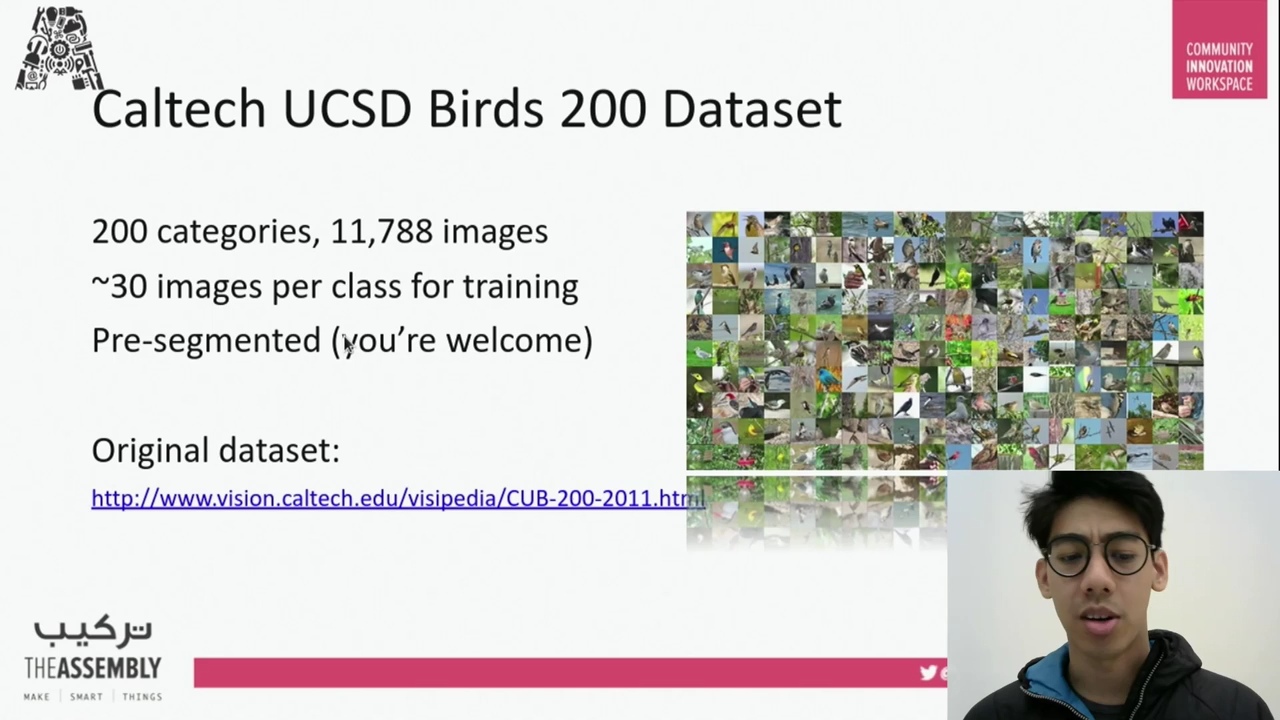 COMMUNITY
INNOVATION
WORKSPACE
Caltech UCSD Birds 200 Dataset
200 categories, 11,788 images
~30 images per class for training
Pre-segmented (you’re welcome)
Original dataset:
http://www.vision.caltech.edu/visipedia/CUB-200-2011.html
تركيب
THEASSEMBLY
MAKE | SMART | THINGS